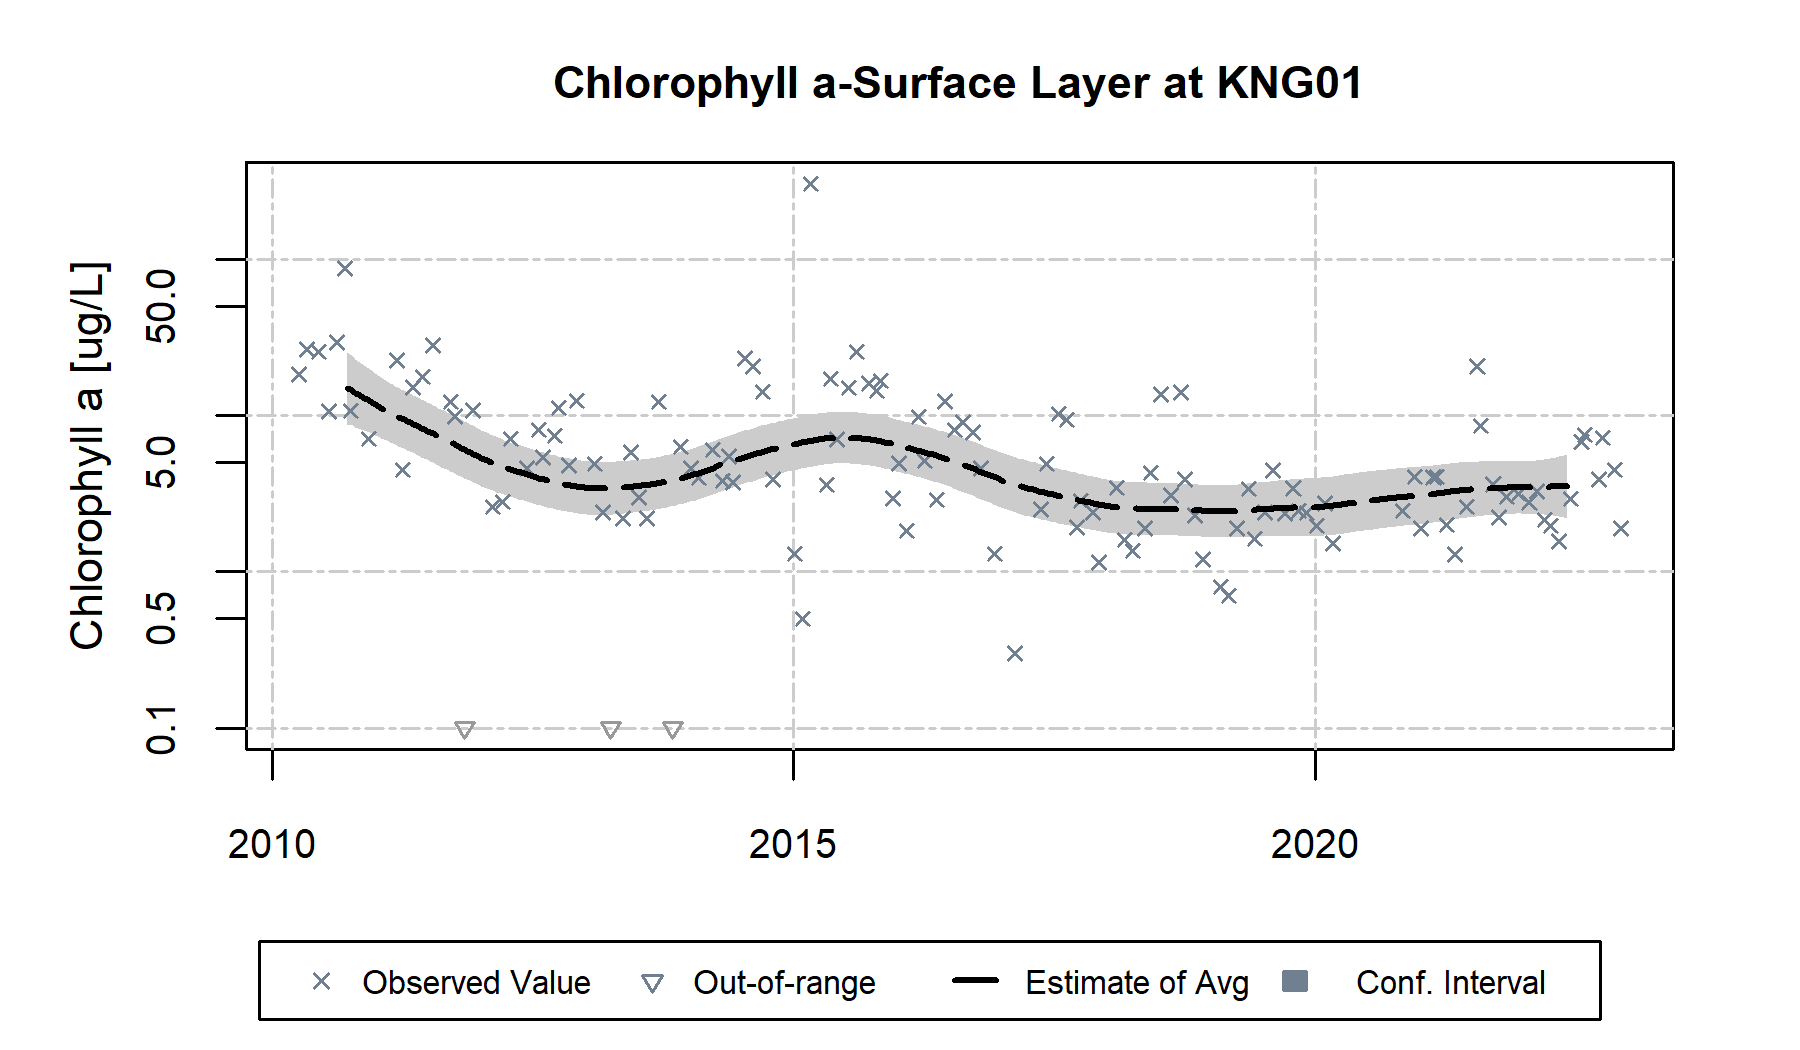 Chlorophyll a-Surface Layer at KNG01
Chlorophyll a [ug/L]
50.0
5.0
0.5
0.1
2010 2015 2020
Observed Value Out-of-range Estimate of Avg Conf. Interval